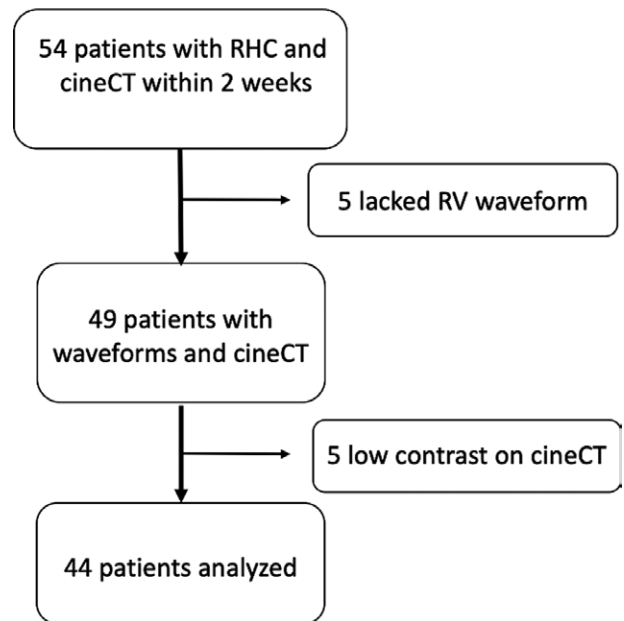 54 patients with RHC and
cineCT within 2 weeks
5 lacked RV waveform
49 patients with
waveforms and cineCT
5 low contrast on cineCT
44 patients analyzed